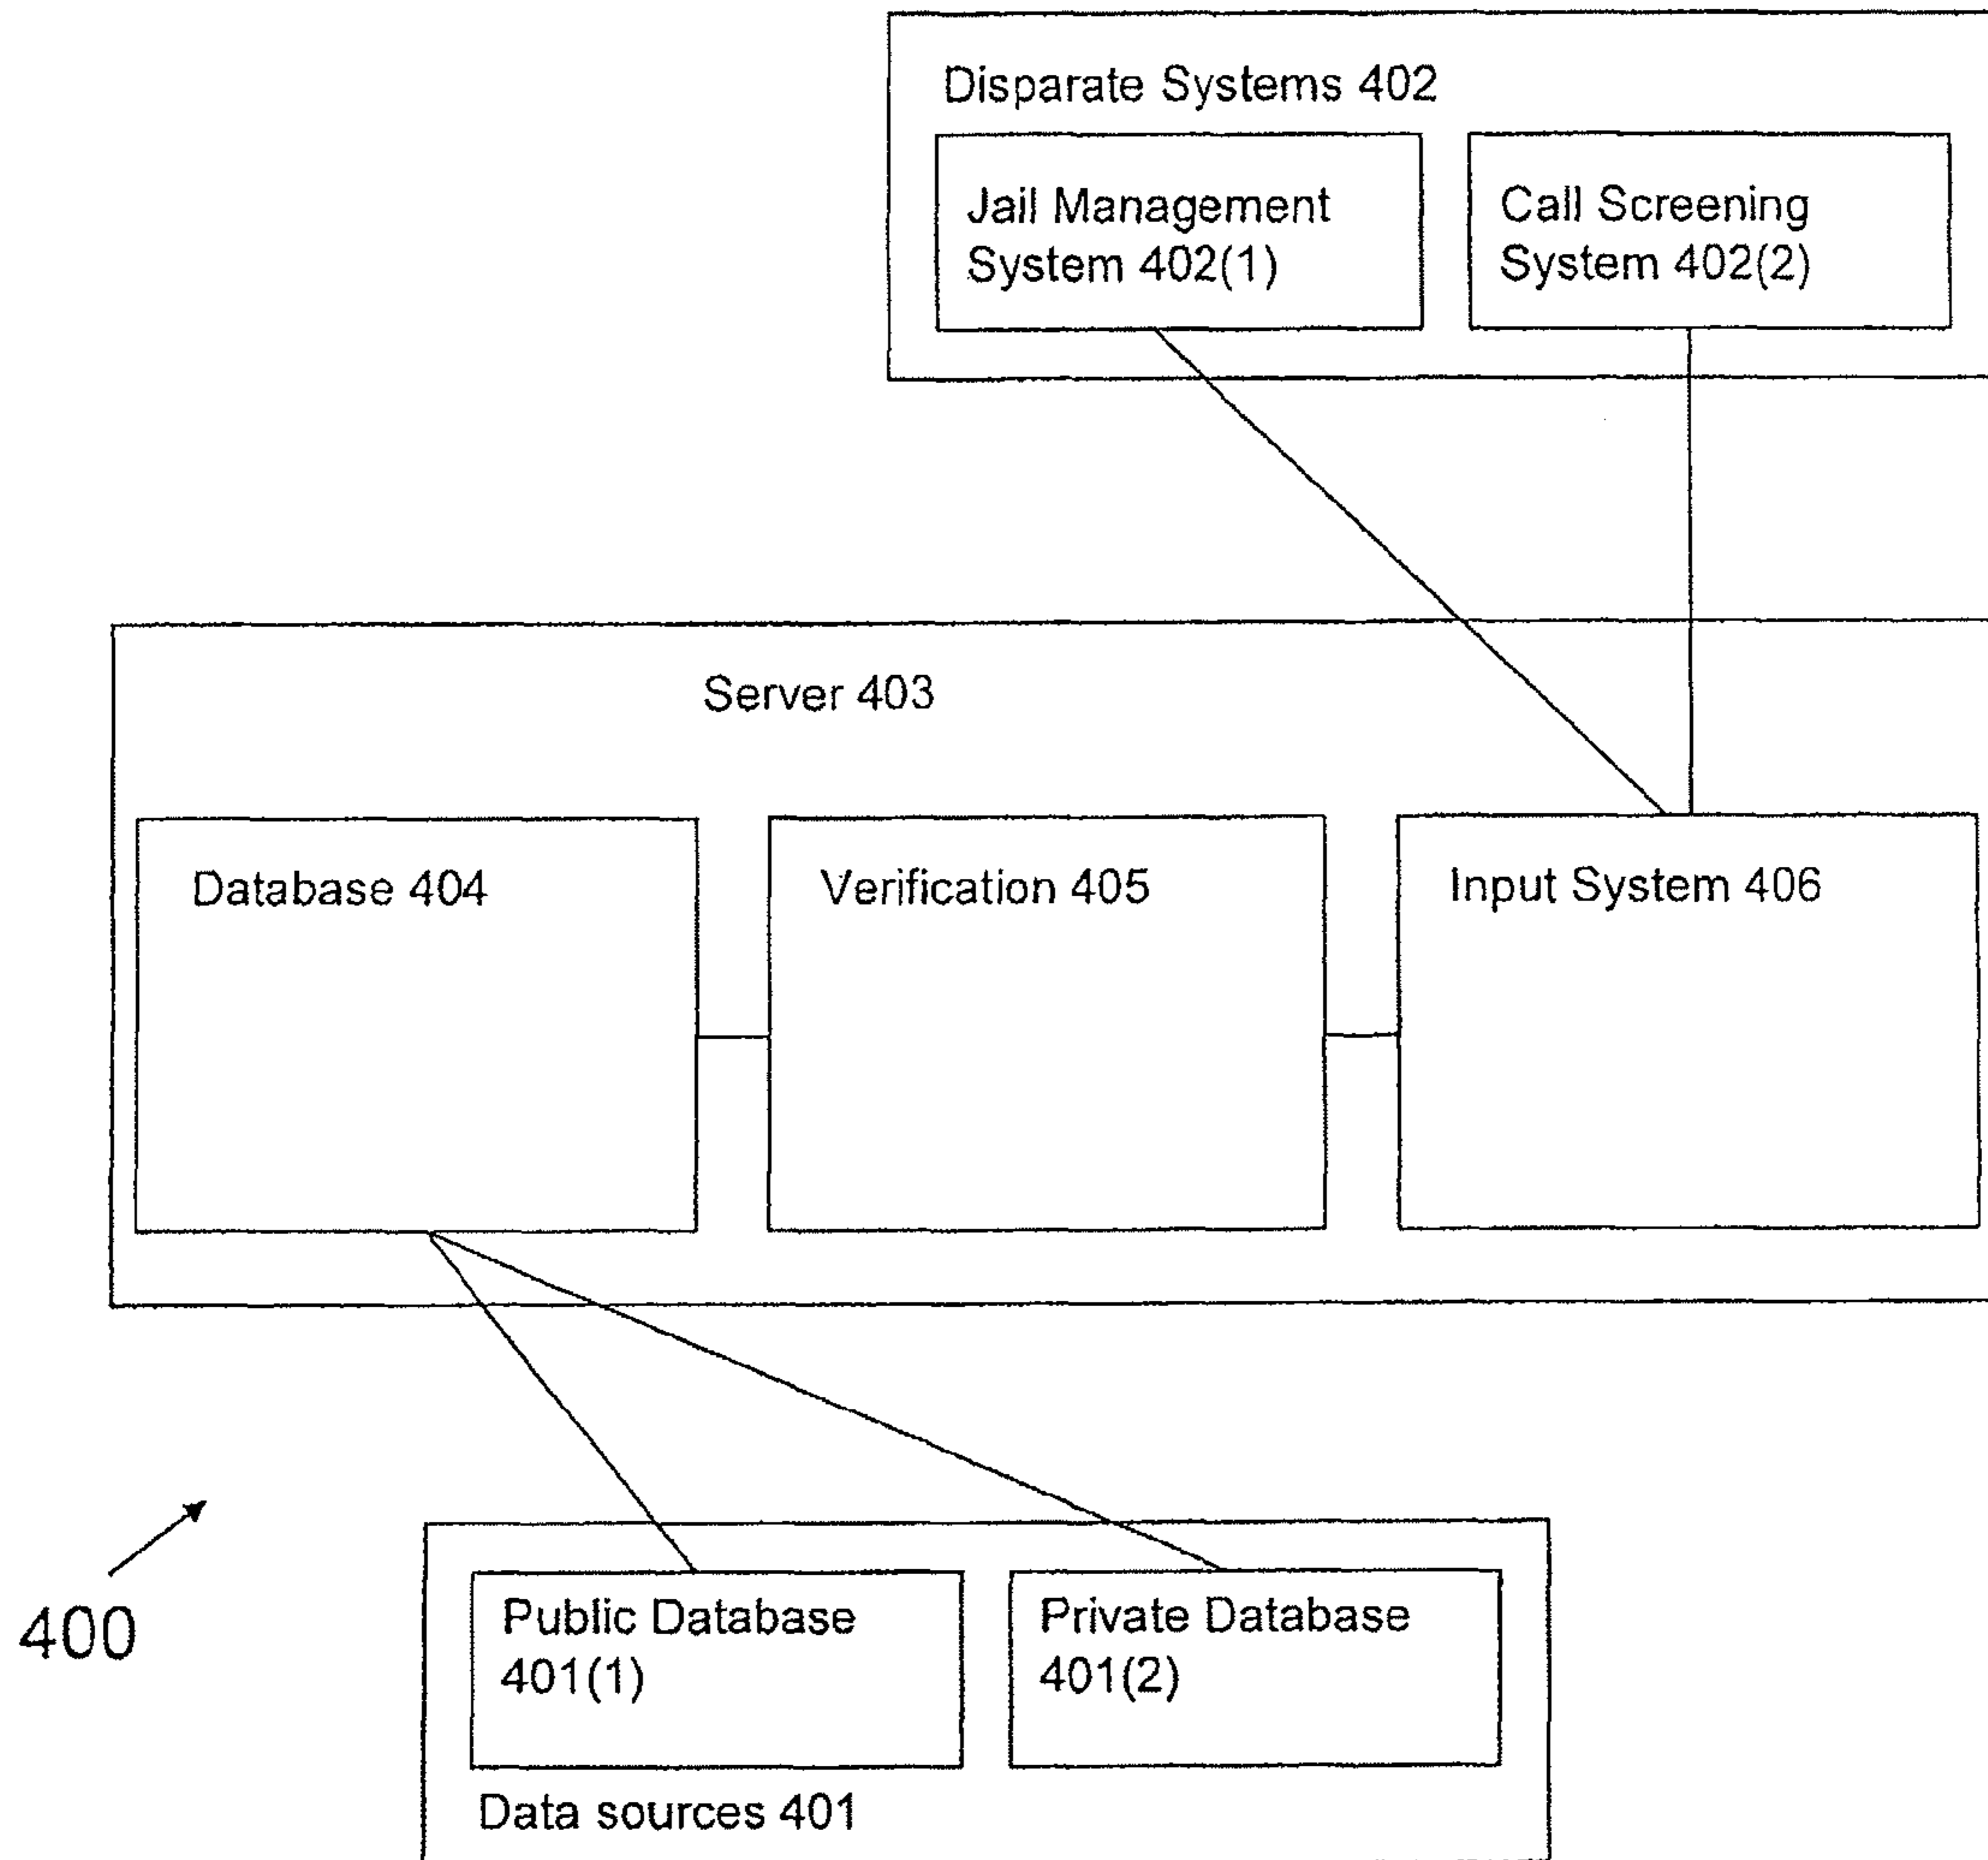 Disparate Systems 402
Jail Management
System 402(1)
Call Screening
System 402(2)
Server 403
Database 404
Verification 405
Input System 406
400
Public Database
401(1)
Private Database
401(2)
Data sources 401